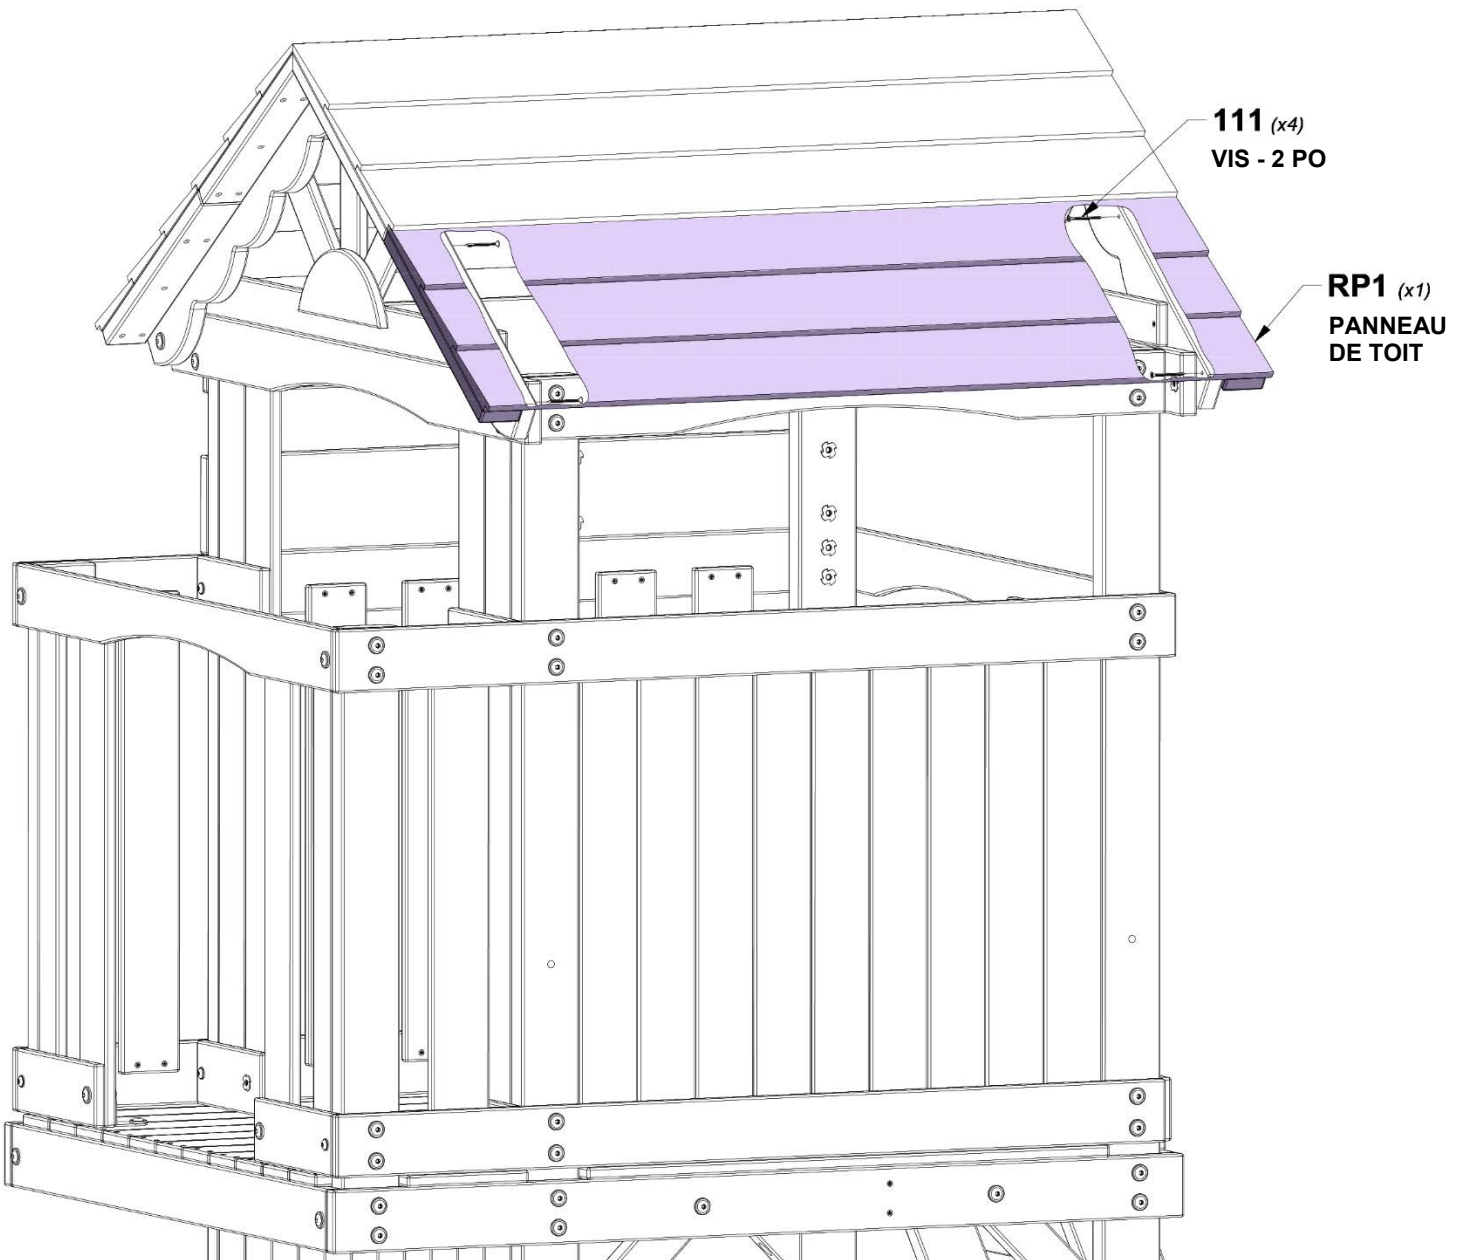 111 (x4)
VIS - 2 PO
RP1 (x1)
PANNEAU
DE TOIT